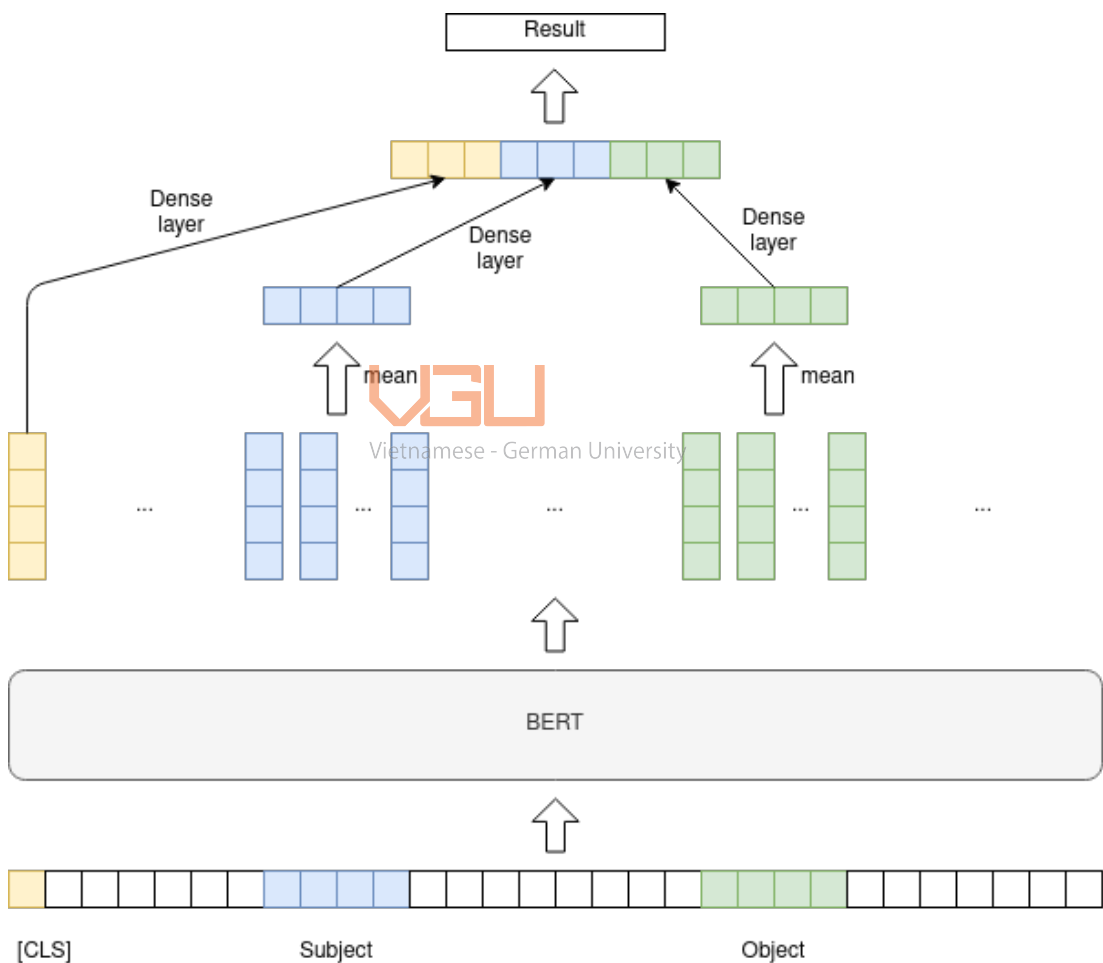 Result
Dense
layer
Dense
layer
Dense
layer
mean
mean
VGU
Vietnamese - German University
...
...
...
...
...
BERT
[CLS]
Subject
Object